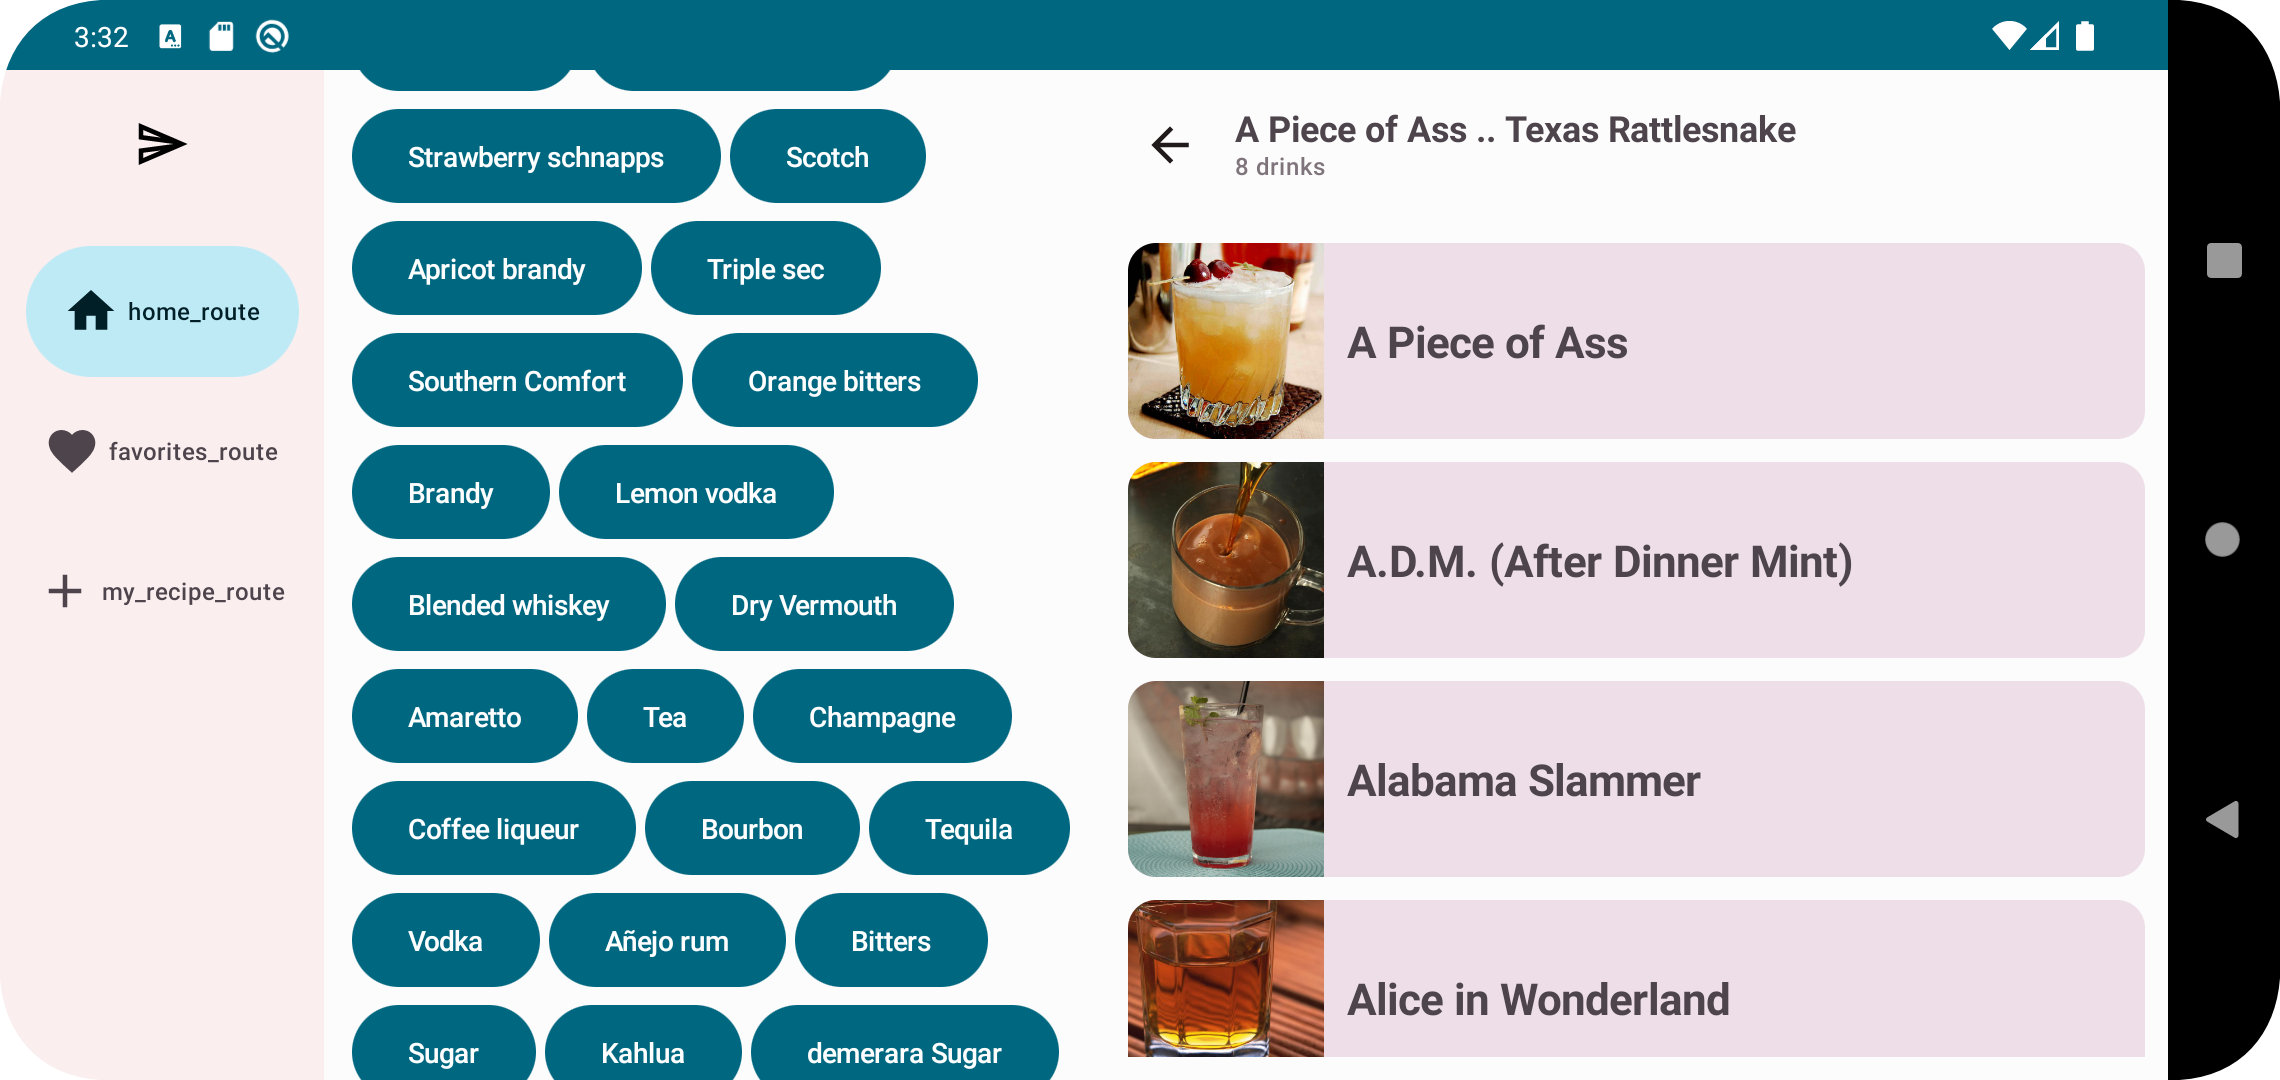 3:32
home_route
favorites_route
my_recipe_route
Strawberry schnapps
Scotch
Apricot brandy
Triple sec
Southern Comfort
Orange bitters
Brandy
Lemon vodka
Blended whiskey
Dry Vermouth
Amaretto
Tea
Champagne
Coffee liqueur
Bourbon
Tequila
Vodka
Añejo rum
Bitters
Sugar
Kahlua
demerara Sugar
A Piece of Ass .. Texas Rattlesnake
8 drinks
A Piece of Ass
A.D.M. (After Dinner Mint)
Alabama Slammer
Alice in Wonderland